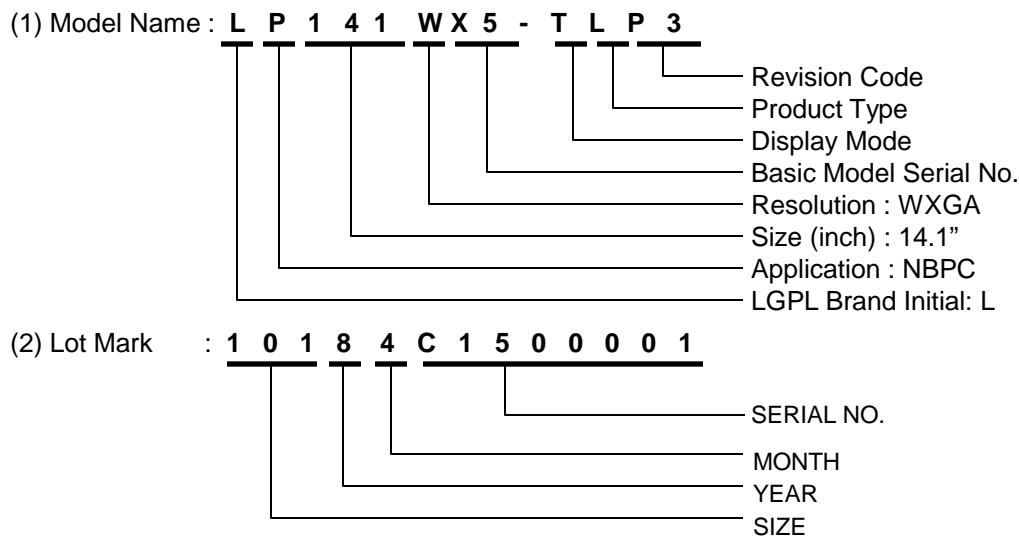 (1) Model Name : L P 1 4 1 W X 5 - T L P 3
Revision Code
Product Type
Display Mode
Basic Model Serial No.
Resolution : WXGA
Size (inch) : 14.1”
Application : NBPC
LGPL Brand Initial: L
(2) Lot Mark : 1 0 1 8 4 C 1 5 0 0 0 0 1
SERIAL NO.
MONTH
YEAR
SIZE